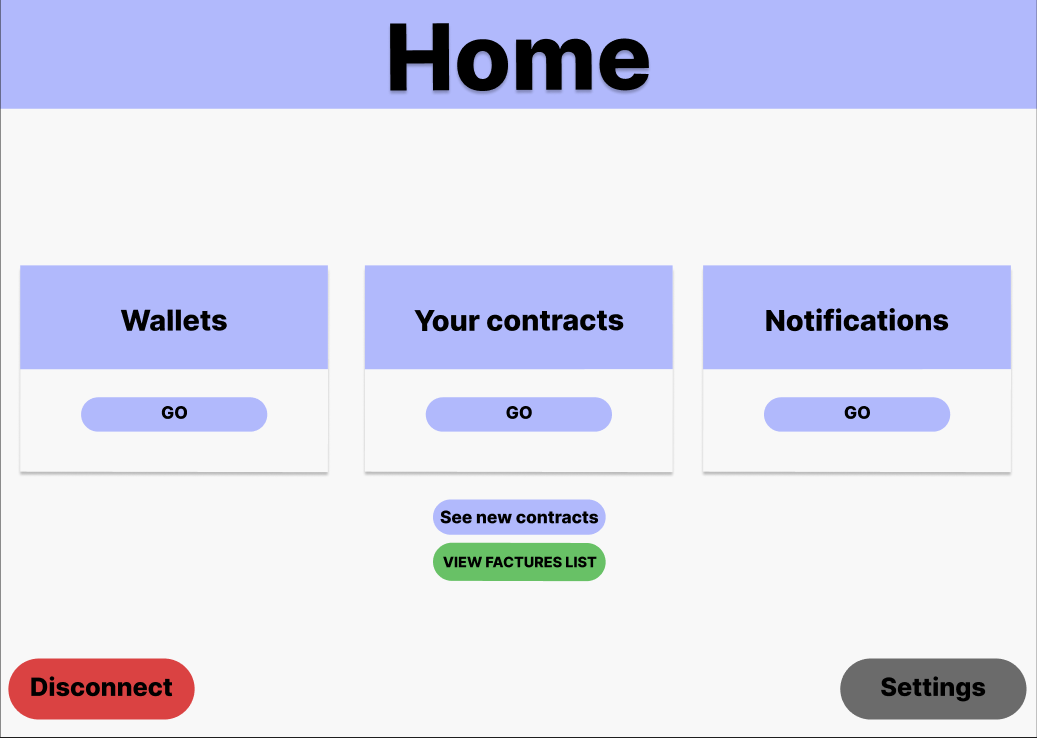 Home
Wallets
Your contracts
Notifications
GO
GO
GO
See new contracts
VIEW FACTURES LIST
Disconnect
Settings